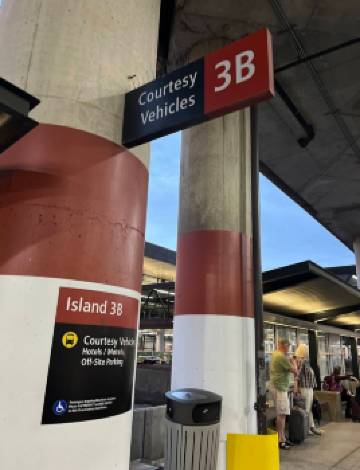 Courtesy
Vehicles
3B
Island 3B
Courtesy Vehicles
Hotels / Motels
Off-Site Parking